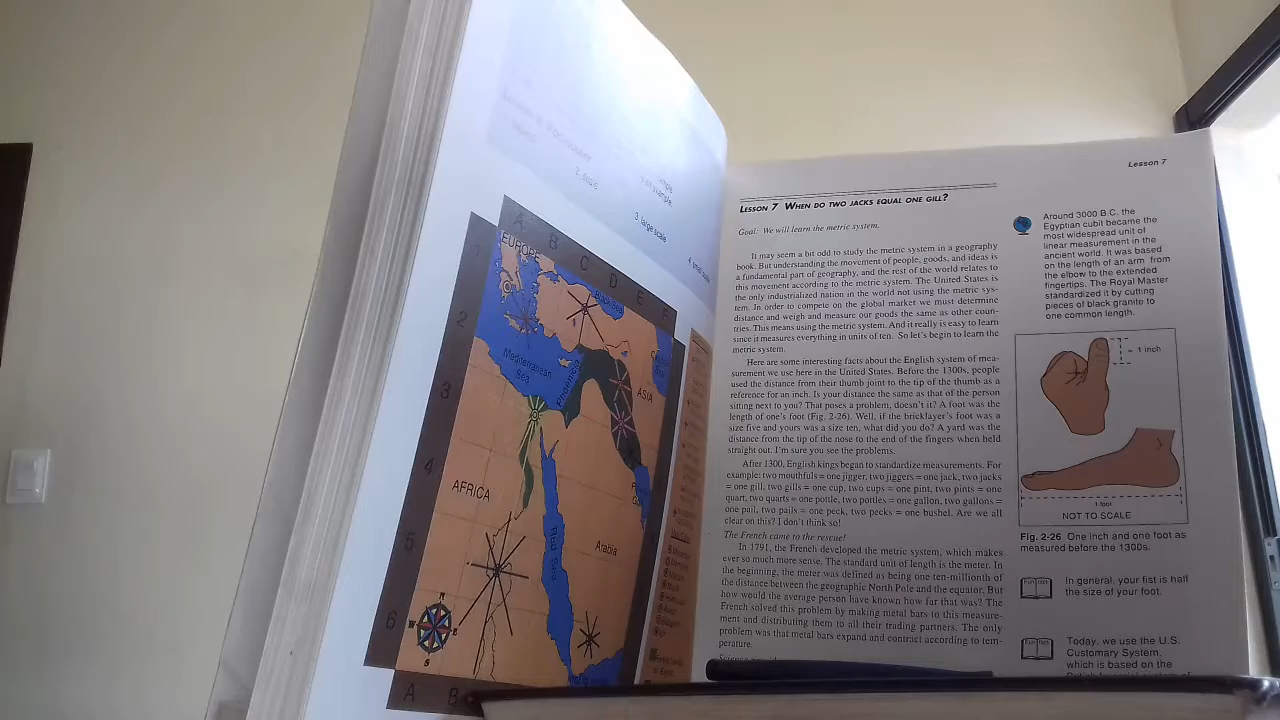 2. scale
3. large scale
A B C D E F
1
2
3
4
5
6
EUROPE
Black Sea
Mediterranean
Sea
Phoenicia
ASIA
AFRICA
Red Sea
Arabia
N
W E
S
A B
Lesson 7
LESSON 7 WHEN DO TWO JACKS EQUAL ONE GILL?
Goal: We will learn the metric system.
It may seem a bit odd to study the metric system in a geography
book. But understanding the movement of people, goods, and ideas is
a fundamental part of geography, and the rest of the world relates to
this movement according to the metric system. The United States is
the only industrialized nation in the world not using the metric sys-
tem. In order to compete on the global market we must determine
distance and weigh and measure our goods the same as other coun-
tries. This means using the metric system. And it really is easy to learn
since it measures everything in units of ten. So let's begin to learn the
metric system.
Here are some interesting facts about the English system of mea-
surement we use here in the United States. Before the 1300s, people
used the distance from their thumb joint to the tip of the thumb as a
reference for an inch. Is your distance the same as that of the person
sitting next to you? That poses a problem, doesn't it? A foot was the
length of one's foot (Fig. 2-26). Well, if the bricklayer's foot was a
size five and yours was a size ten, what did you do? A yard was the
distance from the tip of the nose to the end of the fingers when held
straight out. I'm sure you see the problems.
After 1300, English kings began to standardize measurements. For
example: two mouthfuls = one jigger, two jiggers = one jack, two jacks
= one gill, two gills = one cup, two cups = one pint, two pints = one
quart, two quarts = one pottle, two pottles = one gallon, two gallons =
one pail, two pails = one peck, two pecks = one bushel. Are we all
clear on this? I don't think so!
The French came to the rescue!
In 1791, the French developed the metric system, which makes
ever so much more sense. The standard unit of length is the meter. In
the beginning, the meter was defined as being one ten-millionth of
the distance between the geographic North Pole and the equator. But
how would the average person have known how far that was? The
French solved this problem by making metal bars to this measure-
ment and distributing them to all their trading partners. The only
problem was that metal bars expand and contract according to tem-
perature.
Around 3000 B.C. the
Egyptian cubit became the
most widespread unit of
linear measurement in the
ancient world. It was based
on the length of an arm from
the elbow to the extended
fingertips. The Royal Master
standardized it by cutting
pieces of black granite to
one common length.
= 1 inch
1 foot
NOT TO SCALE
Fig. 2-26 One inch and one foot as
measured before the 1300s.
In general, your fist is half
the size of your foot.
Today, we use the U.S.
Customary System,
which is based on the